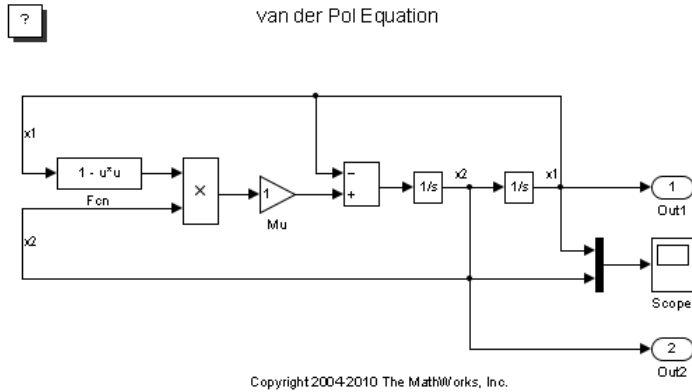 ?
van der Pol Equation
x1
1 - u*u
Fcn
×
1
Mu
−
+
1/s
x2
1/s
x1
1
Out1
x2
Scope
2
Out2
Copyright 2004-2010 The MathWorks, Inc.